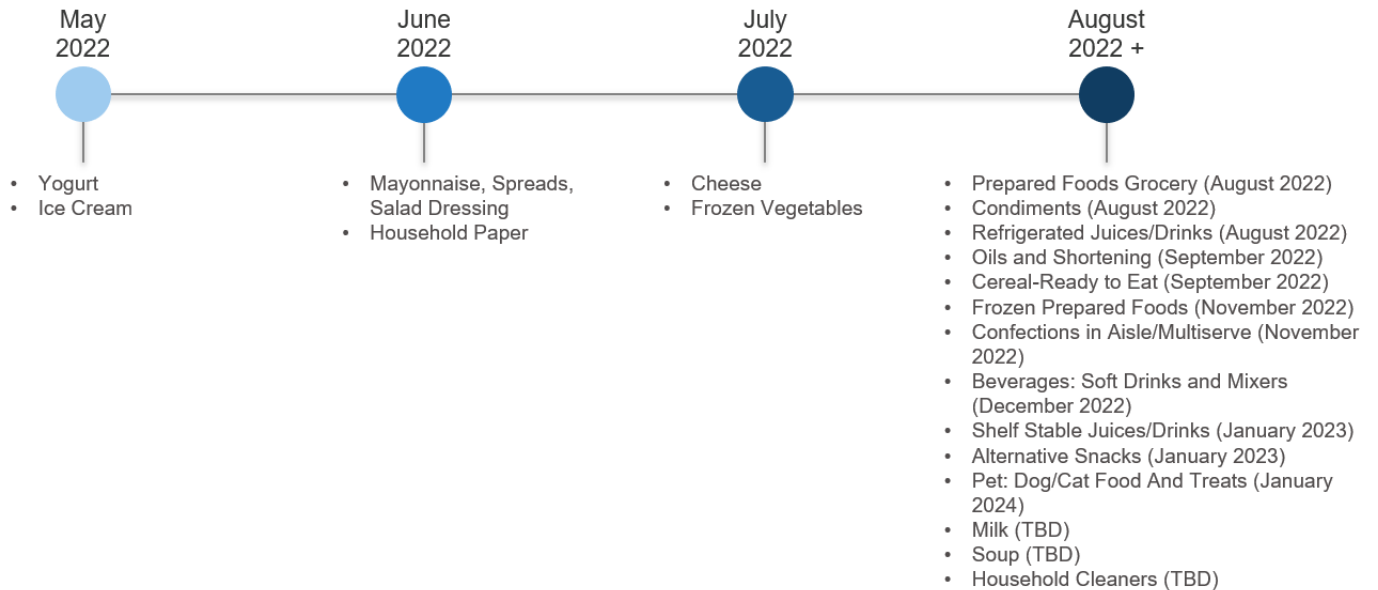 May
2022
June
2022
July
2022
August
2022 +
• Yogurt
• Ice Cream
• Mayonnaise, Spreads,
Salad Dressing
• Household Paper
• Cheese
• Frozen Vegetables
• Prepared Foods Grocery (August 2022)
• Condiments (August 2022)
• Refrigerated Juices/Drinks (August 2022)
• Oils and Shortening (September 2022)
• Cereal-Ready to Eat (September 2022)
• Frozen Prepared Foods (November 2022)
• Confections in Aisle/Multiserve (November
2022)
• Beverages: Soft Drinks and Mixers
(December 2022)
• Shelf Stable Juices/Drinks (January 2023)
• Alternative Snacks (January 2023)
• Pet: Dog/Cat Food And Treats (January
2024)
• Milk (TBD)
• Soup (TBD)
• Household Cleaners (TBD)